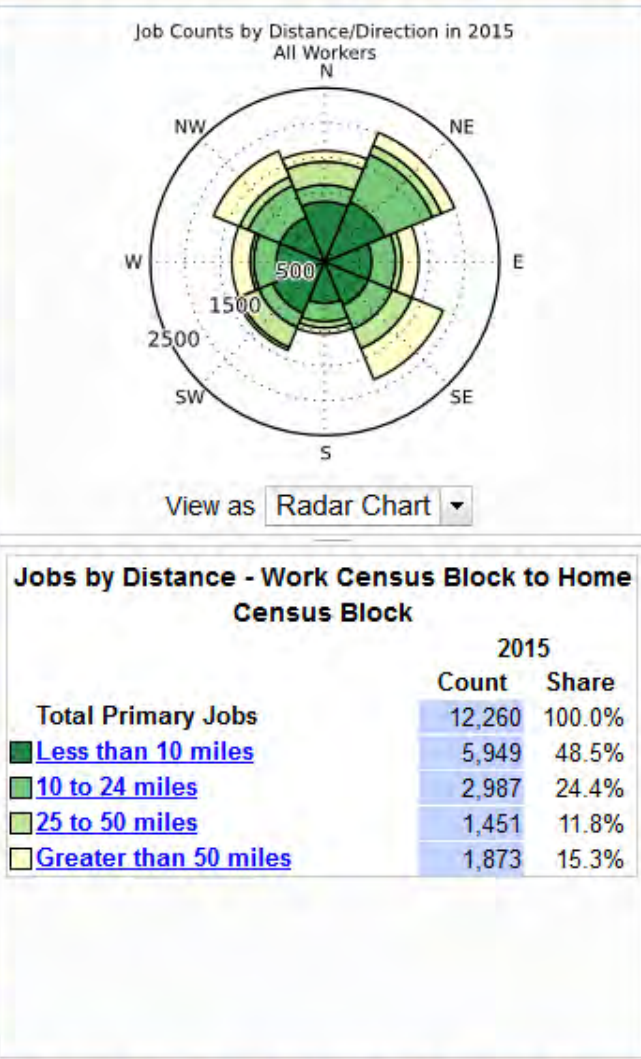 Job Counts by Distance/Direction in 2015
All Workers
N
NW
NE
W
E
500
1500
2500
SW
SE
S
View as Radar Chart
Jobs by Distance - Work Census Block to Home
Census Block
2015
Count Share
Total Primary Jobs 12,260 100.0%
Less than 10 miles 5,949 48.5%
10 to 24 miles 2,987 24.4%
25 to 50 miles 1,451 11.8%
Greater than 50 miles 1,873 15.3%